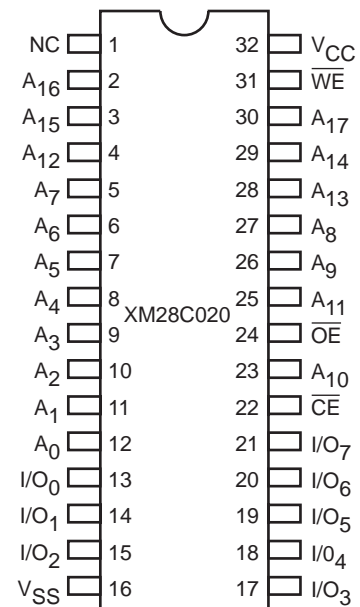 NC 1 32 VCC
A16 2 31 W̅E̅
A15 3 30 A17
A12 4 29 A14
A7 5 28 A13
A6 6 27 A8
A5 7 26 A9
A4 8 25 A11
XM28C020
A3 9 24 O̅E̅
A2 10 23 A10
A1 11 22 C̅E̅
A0 12 21 I/O7
I/O0 13 20 I/O6
I/O1 14 19 I/O5
I/O2 15 18 I/04
VSS 16 17 I/O3